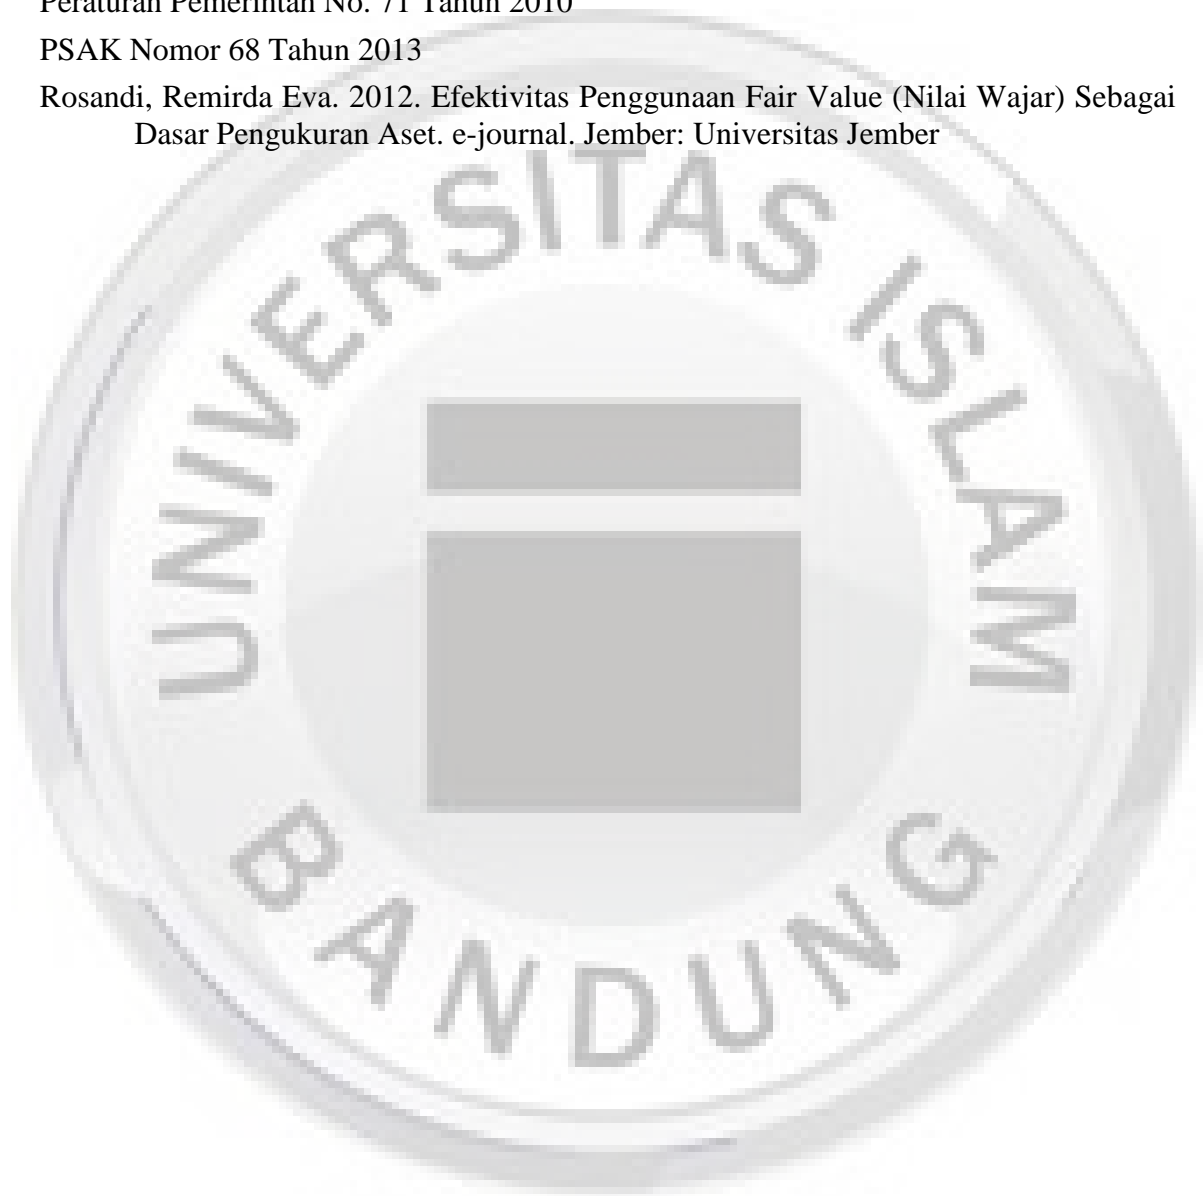 Peraturan Pemerintah No. 71 Tahun 2010
PSAK Nomor 68 Tahun 2013
Rosandi, Remirda Eva. 2012. Efektivitas Penggunaan Fair Value (Nilai Wajar) Sebagai
Dasar Pengukuran Aset. e-journal. Jember: Universitas Jember
UNIVERSITAS ISLAM
BANDUNG